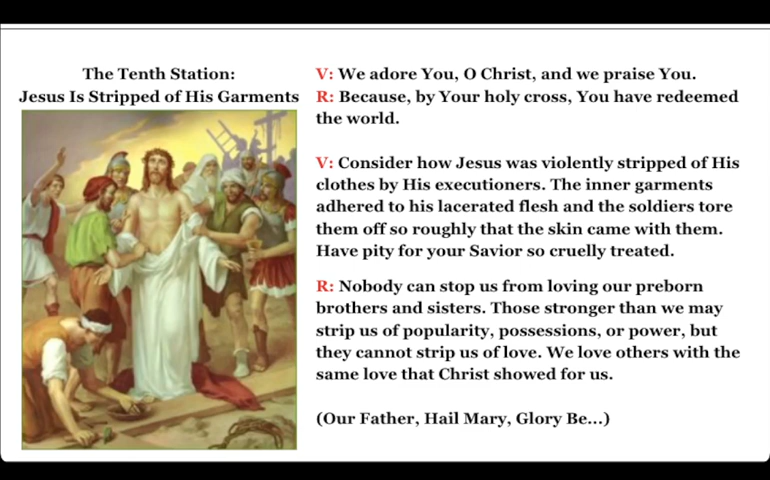 The Tenth Station:
Jesus Is Stripped of His Garments
V: We adore You, O Christ, and we praise You.
R: Because, by Your holy cross, You have redeemed
the world.
V: Consider how Jesus was violently stripped of His
clothes by His executioners. The inner garments
adhered to his lacerated flesh and the soldiers tore
them off so roughly that the skin came with them.
Have pity for your Savior so cruelly treated.
R: Nobody can stop us from loving our preborn
brothers and sisters. Those stronger than we may
strip us of popularity, possessions, or power, but
they cannot strip us of love. We love others with the
same love that Christ showed for us.
(Our Father, Hail Mary, Glory Be...)